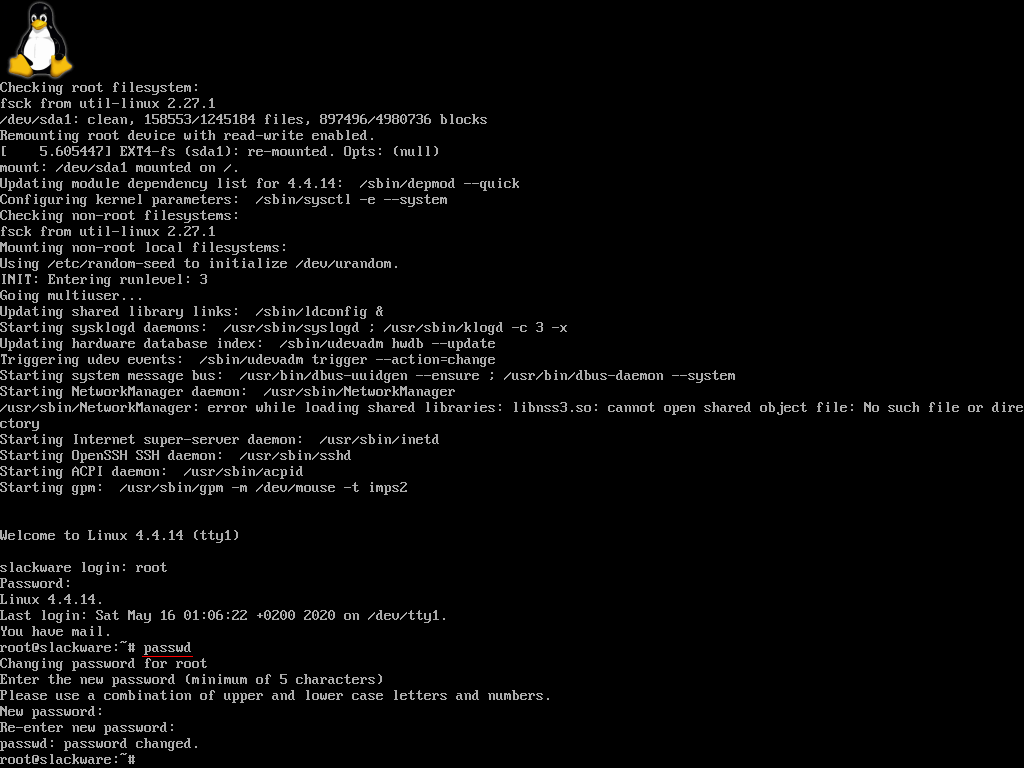 Checking root filesystem:
fsck from util-linux 2.27.1
/dev/sda1: clean, 158553/1245184 files, 897496/4980736 blocks
Remounting root device with read-write enabled.
[    5.605447] EXT4-fs (sda1): re-mounted. Opts: (null)
mount: /dev/sda1 mounted on /.
Updating module dependency list for 4.4.14:  /sbin/depmod --quick
Configuring kernel parameters:  /sbin/sysctl -e --system
Checking non-root filesystems:
fsck from util-linux 2.27.1
Mounting non-root local filesystems:
Using /etc/random-seed to initialize /dev/urandom.
INIT: Entering runlevel: 3
Going multiuser...
Updating shared library links:  /sbin/ldconfig &
Starting sysklogd daemons:  /usr/sbin/syslogd ; /usr/sbin/klogd -c 3 -x
Updating hardware database index:  /sbin/udevadm hwdb --update
Triggering udev events:  /sbin/udevadm trigger --action=change
Starting system message bus:  /usr/bin/dbus-uuidgen --ensure ; /usr/bin/dbus-daemon --system
Starting NetworkManager daemon:  /usr/sbin/NetworkManager
/usr/sbin/NetworkManager: error while loading shared libraries: libnss3.so: cannot open shared object file: No such file or dire
ctory
Starting Internet super-server daemon:  /usr/sbin/inetd
Starting OpenSSH SSH daemon:  /usr/sbin/sshd
Starting ACPI daemon:  /usr/sbin/acpid
Starting gpm:  /usr/sbin/gpm -m /dev/mouse -t imps2
Welcome to Linux 4.4.14 (tty1)
slackware login: root
Password:
Linux 4.4.14.
Last login: Sat May 16 01:06:22 +0200 2020 on /dev/tty1.
You have mail.
root@slackware:~# passwd
Changing password for root
Enter the new password (minimum of 5 characters)
Please use a combination of upper and lower case letters and numbers.
New password:
Re-enter new password:
passwd: password changed.
root@slackware:~#